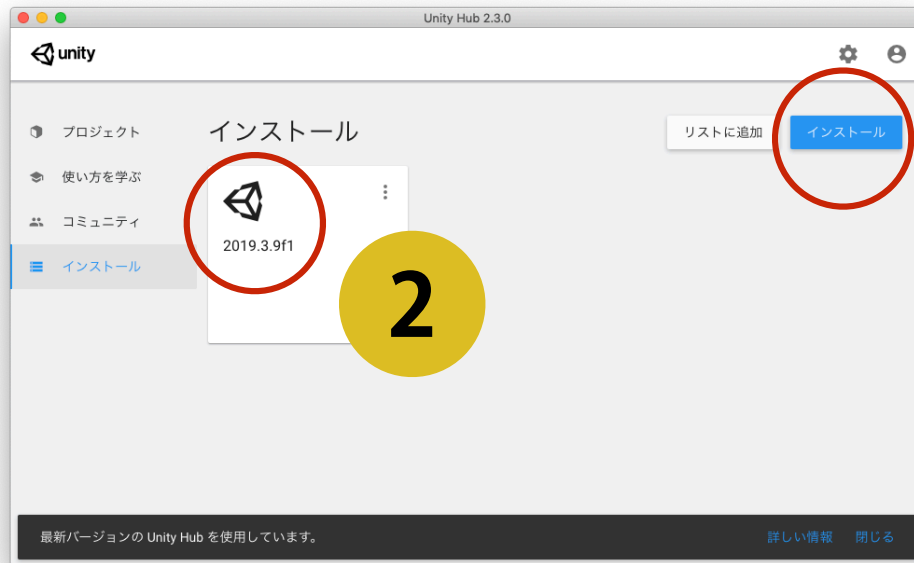 Unity Hub 2.3.0
unity
プロジェクト
使い方を学ぶ
コミュニティ
インストール
インストール
リストに追加
インストール
2019.3.9f1
2
最新バージョンの Unity Hub を使用しています。
詳しい情報
閉じる